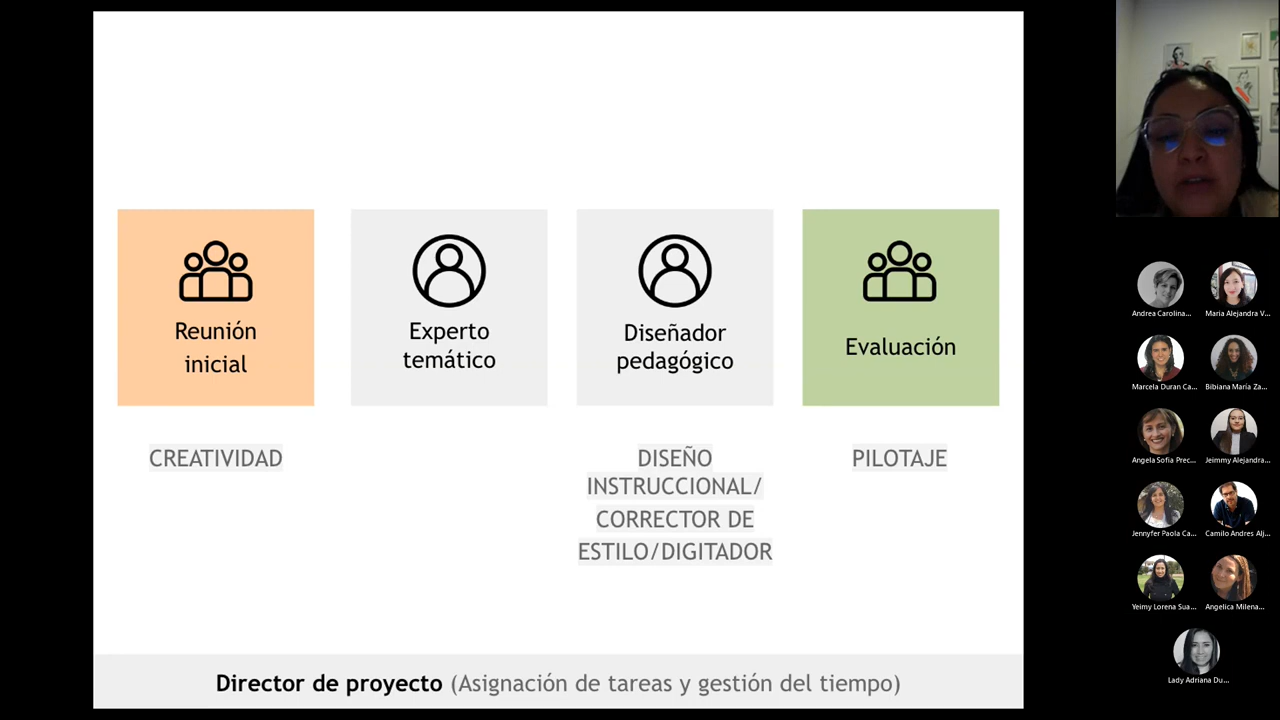 Reunión
inicial
Experto
temático
Diseñador
pedagógico
Evaluación
CREATIVIDAD
DISEÑO
INSTRUCCIONAL/
CORRECTOR DE
ESTILO/DIGITADOR
PILOTAJE
Director de proyecto (Asignación de tareas y gestión del tiempo)
Andrea Carolina...
Maria Alejandra V...
Marcela Duran Ca...
Bibiana María Za...
Angela Sofia Prec...
Jeimmy Alejandra...
Jennyfer Paola Ca...
Camilo Andres Alj...
Yeimy Lorena Sua...
Angelica Milena...
Lady Adriana Du...